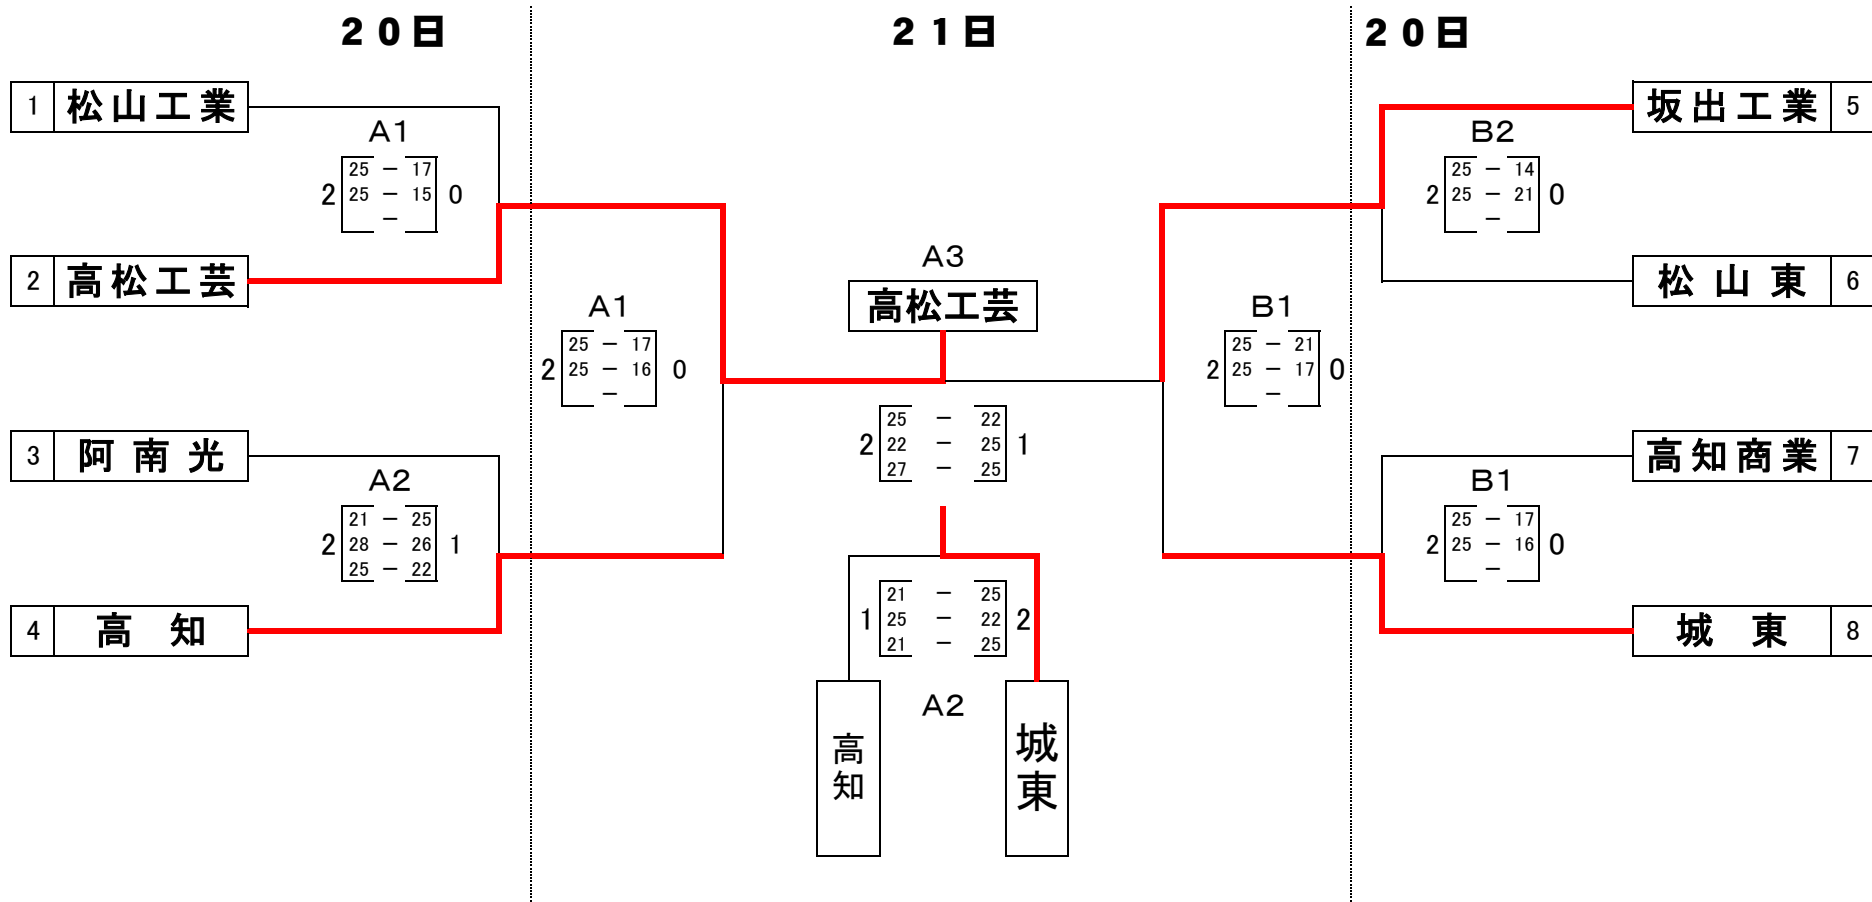 20日
21日
20日
1 松山工業
A1
2 25 － 17 0
25 － 15
－
2 高松工芸
3 阿南光
A2
2 21 － 25 1
28 － 26
25 － 22
4 高知
A1
2 25 － 17 0
25 － 16
－
A3
高松工芸
2 25 － 22 1
22 － 25
27 － 25
1 21 － 25 2
25 － 22
21 － 25
A2
高知
城東
B1
2 25 － 21 0
25 － 17
－
坂出工業 5
B2
2 25 － 14 0
25 － 21
－
松山東 6
高知商業 7
B1
2 25 － 17 0
25 － 16
－
城東 8